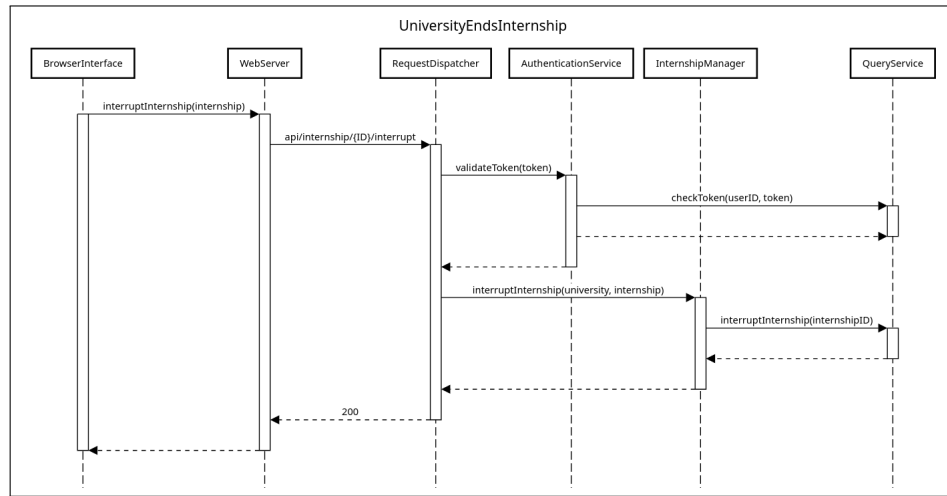 UniversityEndsInternship
BrowserInterface
WebServer
RequestDispatcher
AuthenticationService
InternshipManager
QueryService
interruptInternship(internship)
api/internship/{ID}/interrupt
validateToken(token)
checkToken(userID, token)
interruptInternship(university, internship)
interruptInternship(internshipID)
200